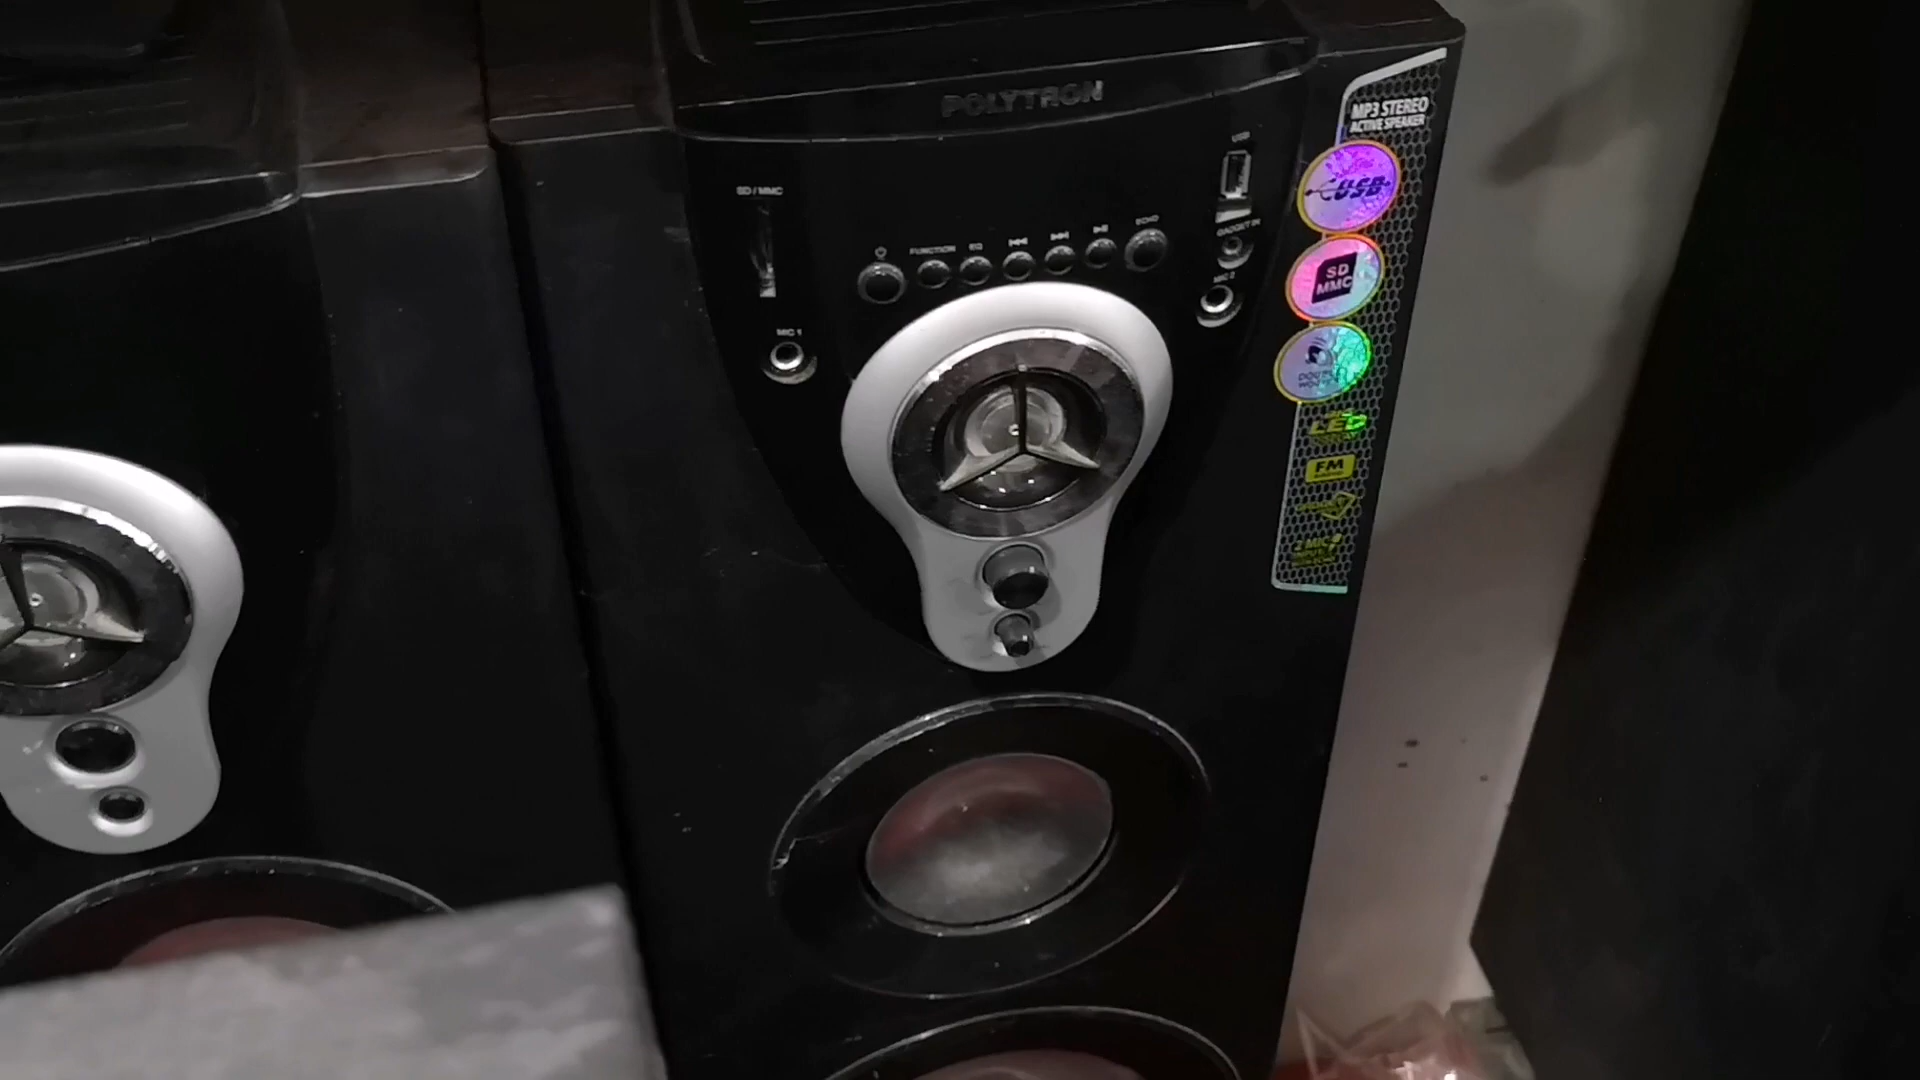 POLYTRON
MP3 STEREO
ACTIVE SPEAKER
USB
SD / MMC
USB
GADGET IN
ECHO
FUNCTION
EQ
MIC 2
MIC 1
SD
MMC
LED
FM